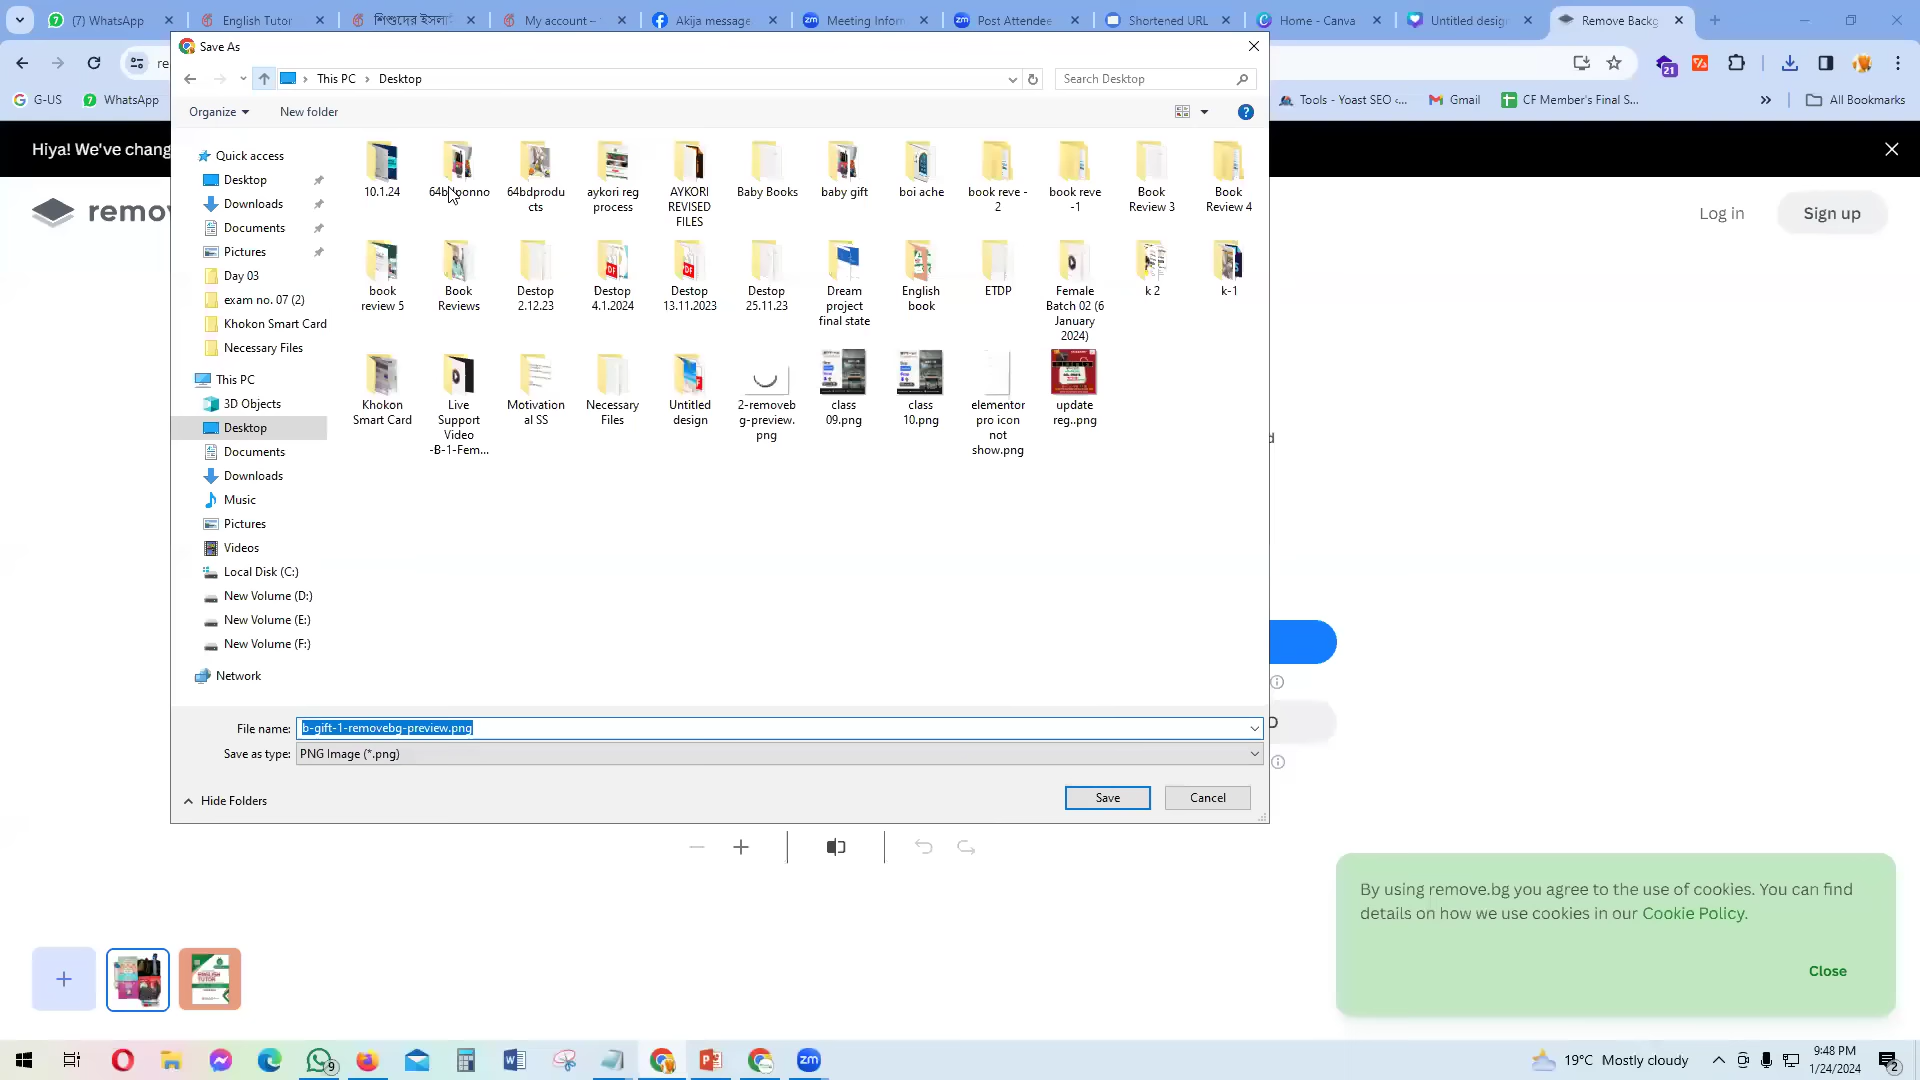 (7) WhatsApp
English Tutor
শিশুদের ইসলা
My account –
Akija message
Meeting Inforn
Post Attendee
Shortened URL
Home - Canva
Untitled desig
Remove Backg
Save As
re
21
This PC
Desktop
Search Desktop
G-US
WhatsApp
Tools - Yoast SEO ‹...
Gmail
CF Member's Final S...
»
All Bookmarks
Organize
New folder
Hiya! We've chang
remov
Log in
Sign up
Quick access
Desktop
Downloads
Documents
Pictures
Day 03
exam no. 07 (2)
Khokon Smart Card
Necessary Files
This PC
3D Objects
Desktop
Documents
Downloads
Music
Pictures
Videos
Local Disk (C:)
New Volume (D:)
New Volume (E:)
New Volume (F:)
Network
10.1.24
64bdproducts
aykori reg process
AYKORI REVISED FILES
Baby Books
baby gift
boi ache
book reve - 2
book reve -1
Book Review 3
Book Review 4
book review 5
Book Reviews
Destop 2.12.23
Destop 4.1.2024
Destop 13.11.2023
Destop 25.11.23
Dream project final state
English book
ETDP
Female Batch 02 (6 January 2024)
k 2
k-1
Khokon Smart Card
Live Support Video -B-1-Fem...
Motivational SS
Necessary Files
Untitled design
2-removebg-preview.png
class 09.png
class 10.png
elementor pro icon not show.png
update reg..png
File name:
b-gift-1-removebg-preview.png
Save as type:
PNG Image (*.png)
Hide Folders
Save
Cancel
By using remove.bg you agree to the use of cookies. You can find
details on how we use cookies in our Cookie Policy.
Close
19°C Mostly cloudy
9:48 PM
1/24/2024